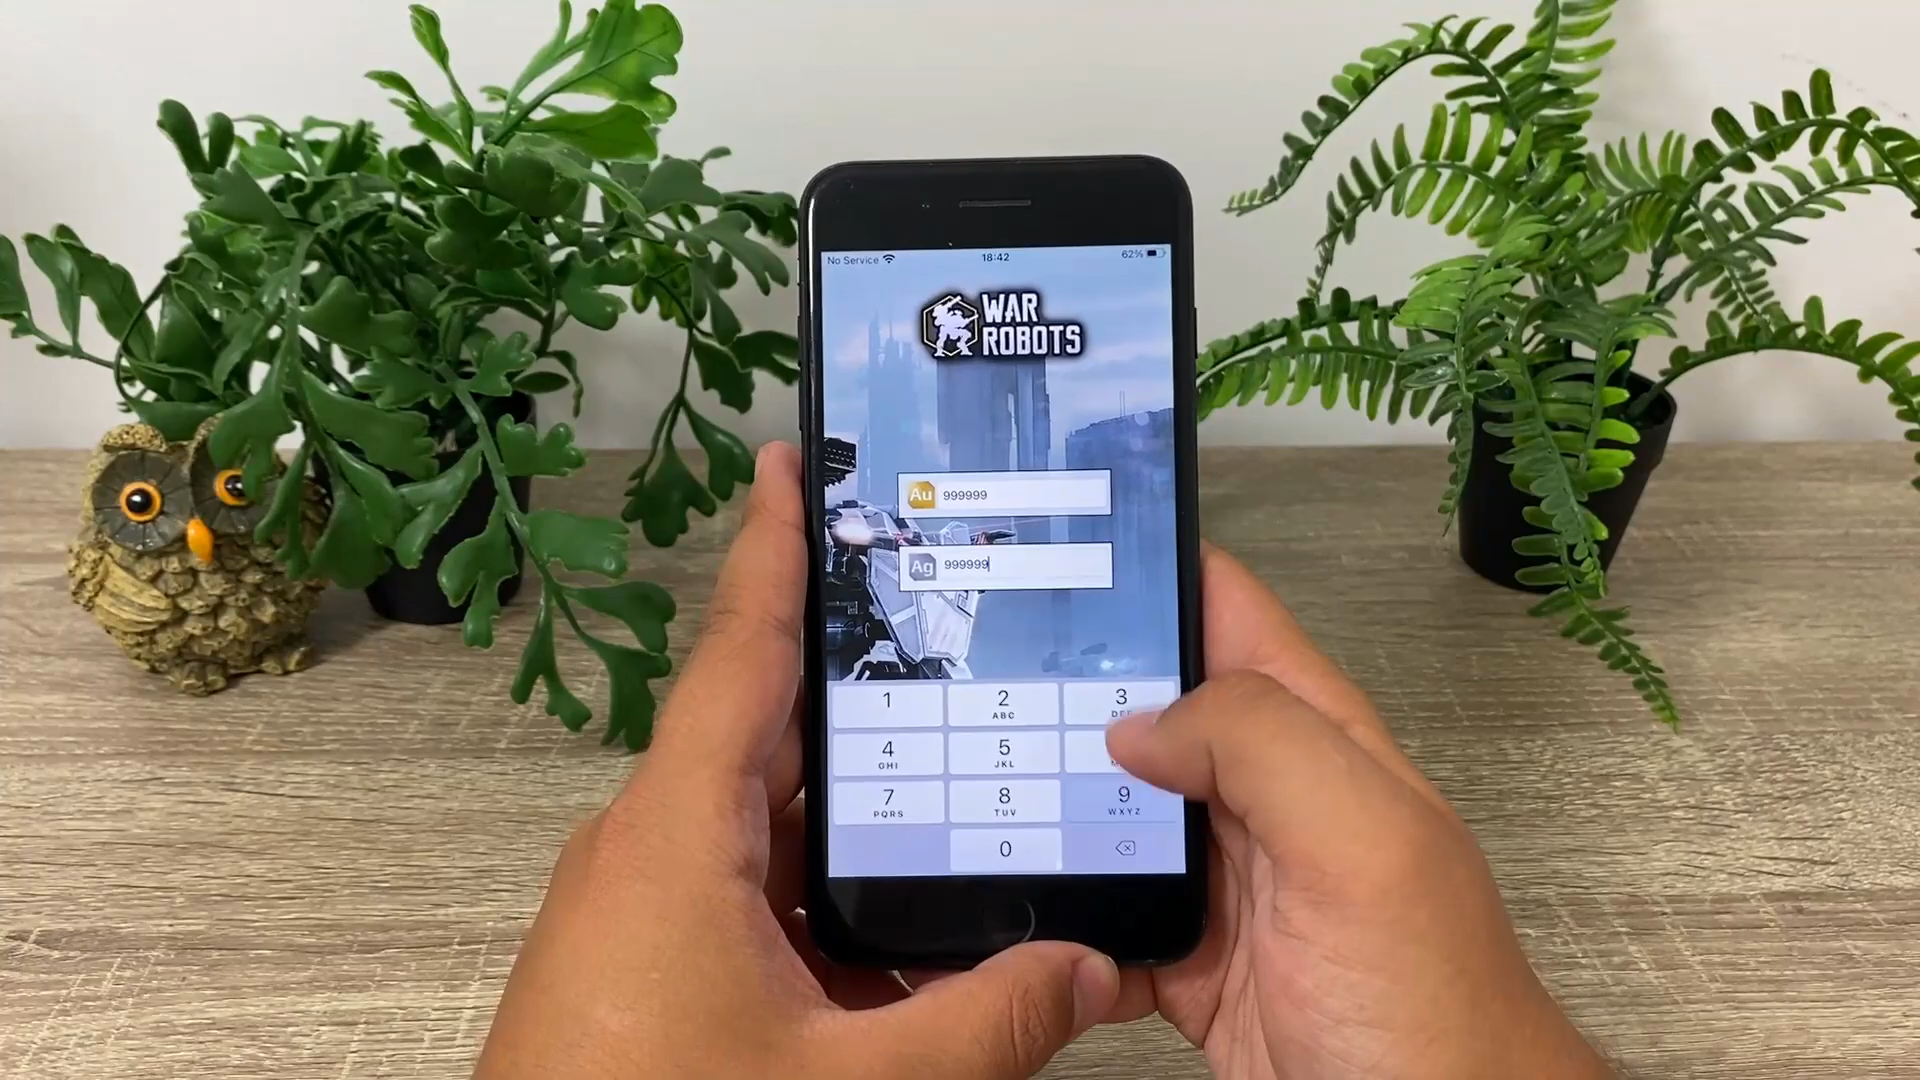 No Service 18:42 62%
WAR
ROBOTS
Au 999999
Ag 999999
1 2 3
ABC
4 5
GHI JKL
7 8 9
PQRS TUV WXYZ
0